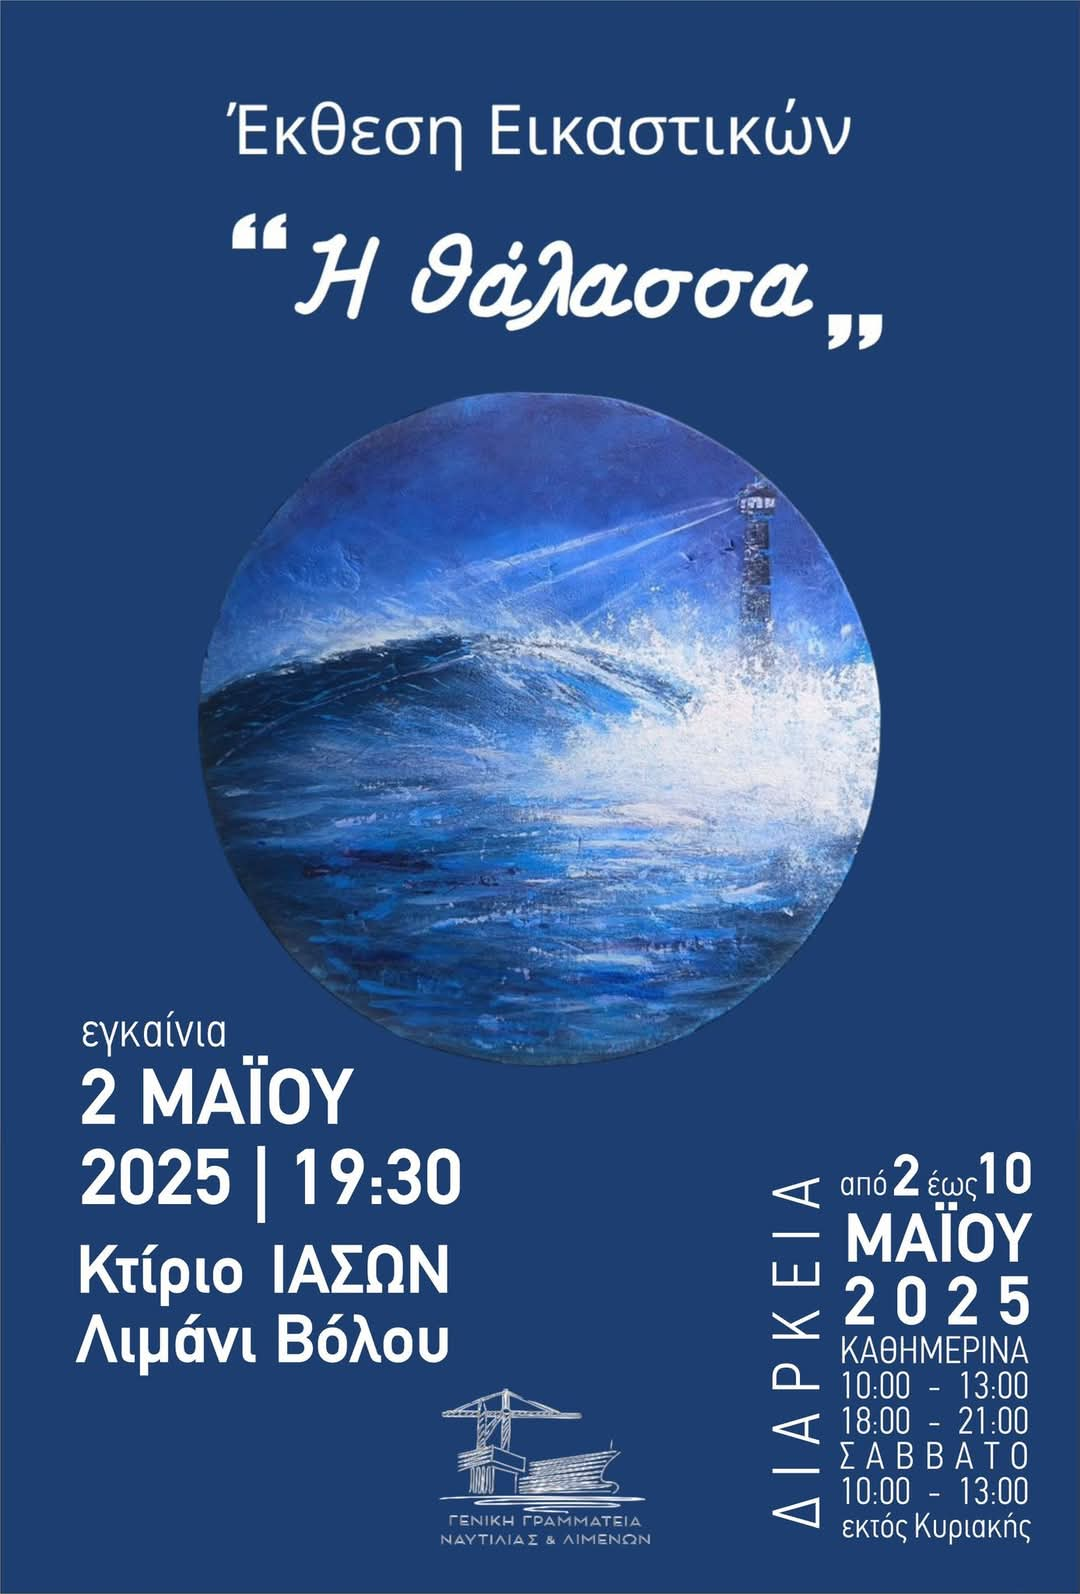 Έκθεση Εικαστικών
“Η θάλασσα„
εγκαίνια
2 ΜΑΪΟΥ
2025 | 19:30
Κτίριο ΙΑΣΩΝ
Λιμάνι Βόλου
ΔΙΑΡΚΕΙΑ
από 2 έως 10
ΜΑΪΟΥ
2025
ΚΑΘΗΜΕΡΙΝΑ
10:00 - 13:00
18:00 - 21:00
ΣΑΒΒΑΤΟ
10:00 - 13:00
εκτός Κυριακής
ΓΕΝΙΚΗ ΓΡΑΜΜΑΤΕΙΑ
ΝΑΥΤΙΛΙΑΣ & ΛΙΜΕΝΩΝ